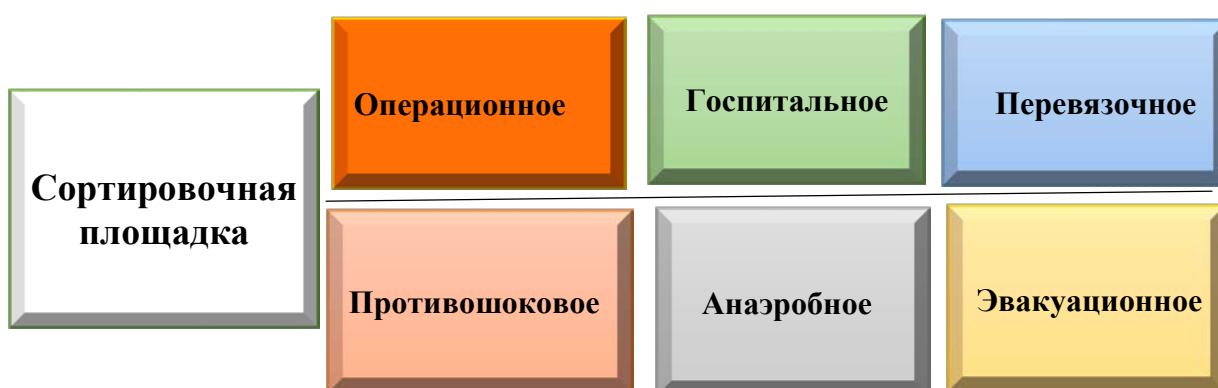 Сортировочная
площадка
Операционное
Госпитальное
Перевязочное
Противошоковое
Анаэробное
Эвакуационное